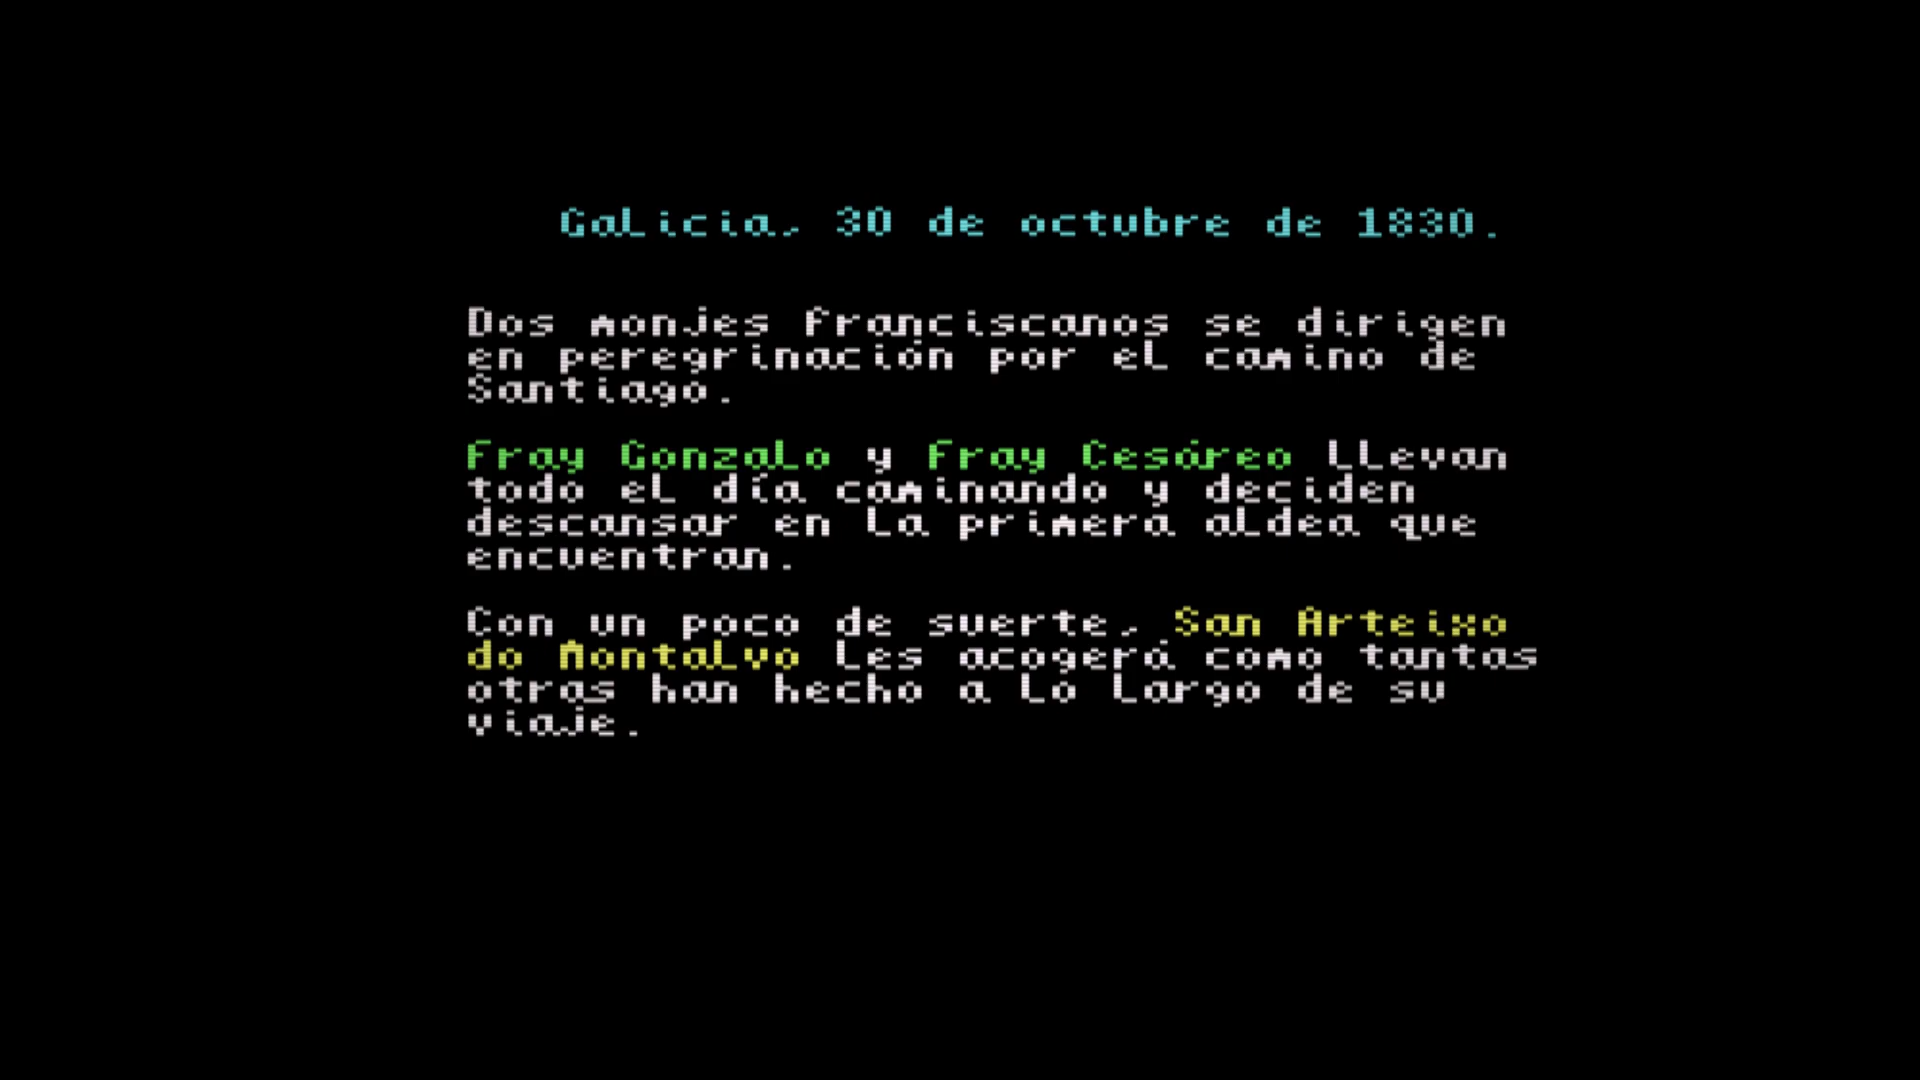 Galicia, 30 de octubre de 1830.
Dos monjes franciscanos se dirigen
en peregrinación por el camino de
Santiago.
Fray Gonzalo y Fray Cesáreo llevan
todo el día caminando y deciden
descansar en la primera aldea que
encuentran.
Con un poco de suerte, San Arteixo
do Montalvo les acogerá como tantas
otras han hecho a lo largo de su
viaje.